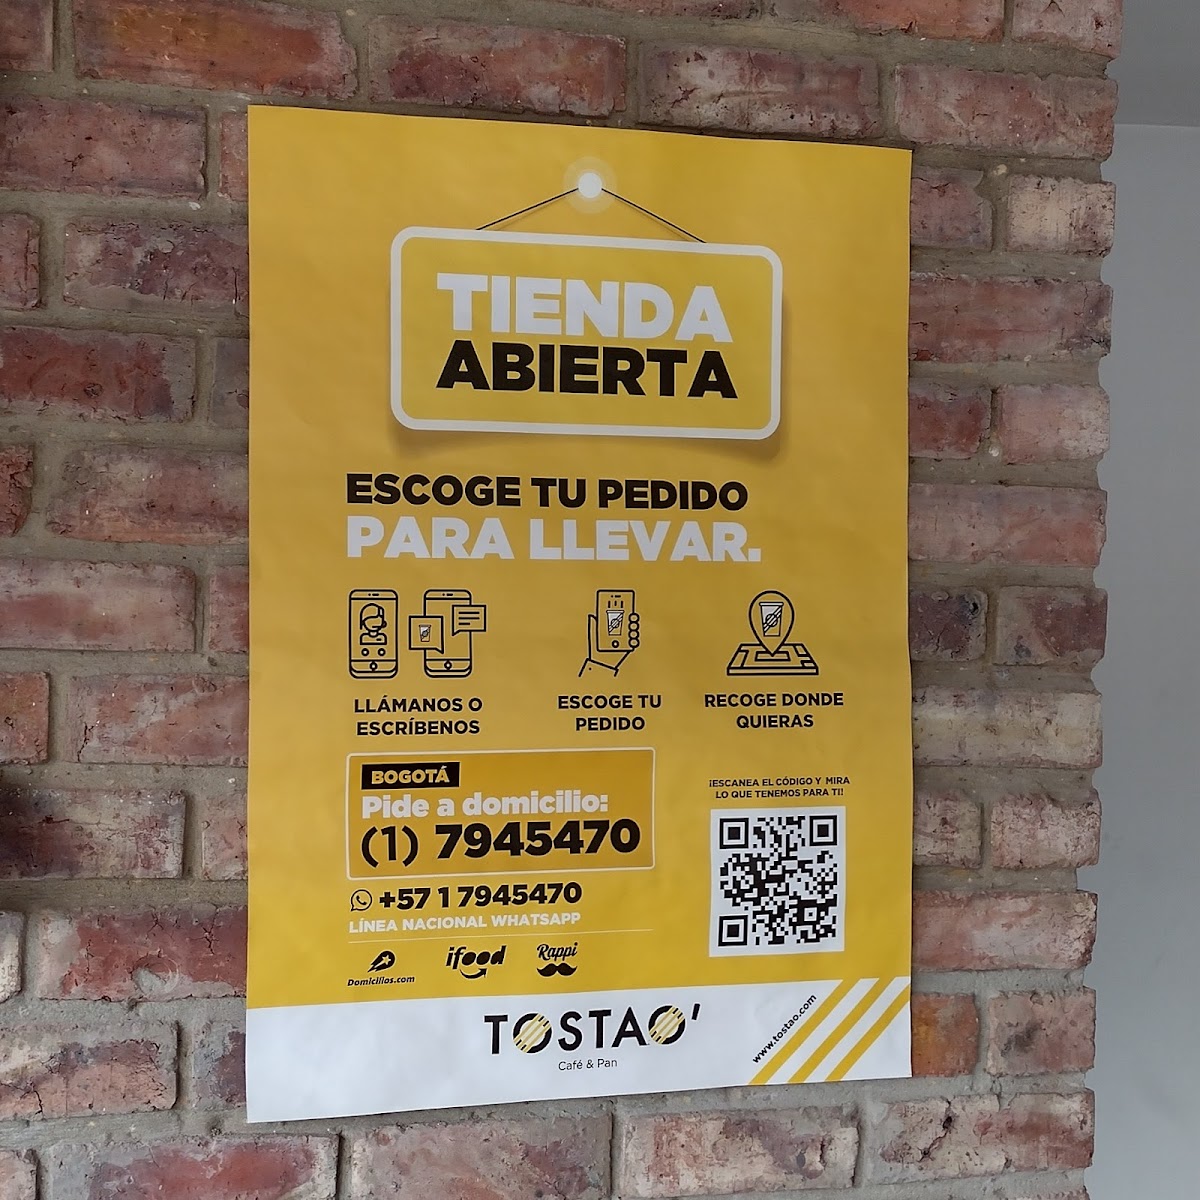 TIENDA
ABIERTA
ESCOGE TU PEDIDO
PARA LLEVAR.
LLÁMANOS O
ESCRÍBENOS
ESCOGE TU
PEDIDO
RECOGE DONDE
QUIERAS
BOGOTÁ
Pide a domicilio:
(1) 7945470
+57 1 7945470
LÍNEA NACIONAL WHATSAPP
¡ESCANEA EL CÓDIGO Y MIRA
LO QUE TENEMOS PARA TI!
Domicilios.com
ifood
Rappi
TOSTAO'
Café & Pan
www.tostao.com